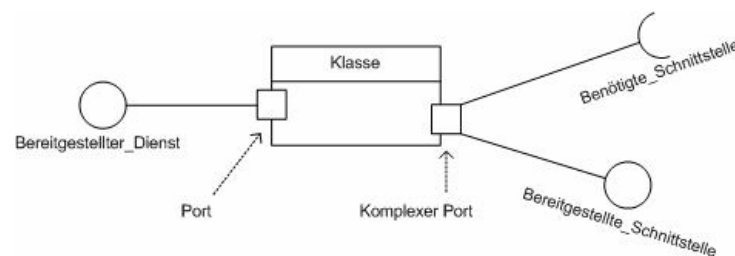 Klasse
Benötigte_Schnittstelle
Bereitgestellter_Dienst
Port
Komplexer Port
Bereitgestellte_Schnittstelle